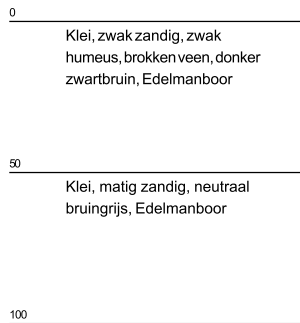 0
Klei, zwak zandig, zwak
humeus, brokken veen, donker
zwartbruin, Edelmanboor
50
Klei, matig zandig, neutraal
bruingrijs, Edelmanboor
100